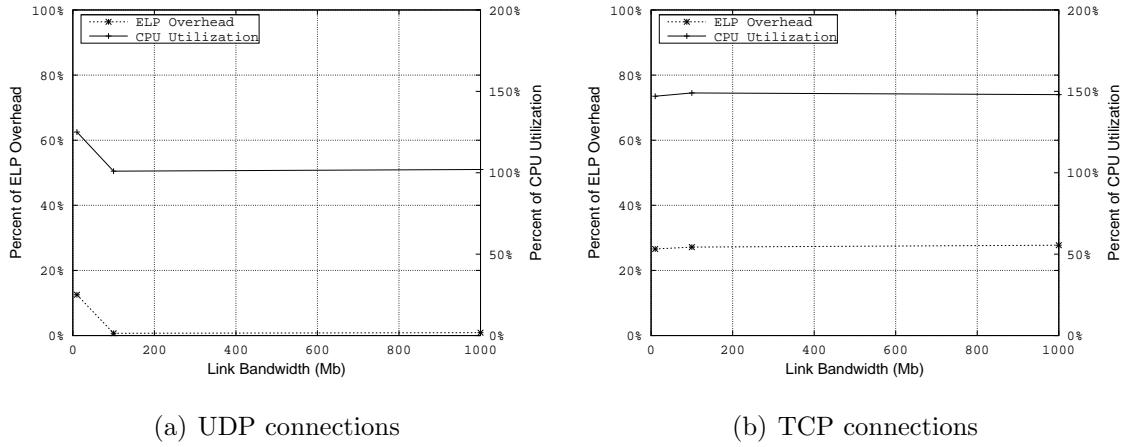 ELP Overhead
CPU Utilization
100%
80%
60%
40%
20%
0%
200%
150%
100%
50%
0%
0 200 400 600 800 1000
Percent of ELP Overhead
Percent of CPU Utilization
Link Bandwidth (Mb)
(a) UDP connections
ELP Overhead
CPU Utilization
100%
80%
60%
40%
20%
0%
200%
150%
100%
50%
0%
0 200 400 600 800 1000
Percent of ELP Overhead
Percent of CPU Utilization
Link Bandwidth (Mb)
(b) TCP connections